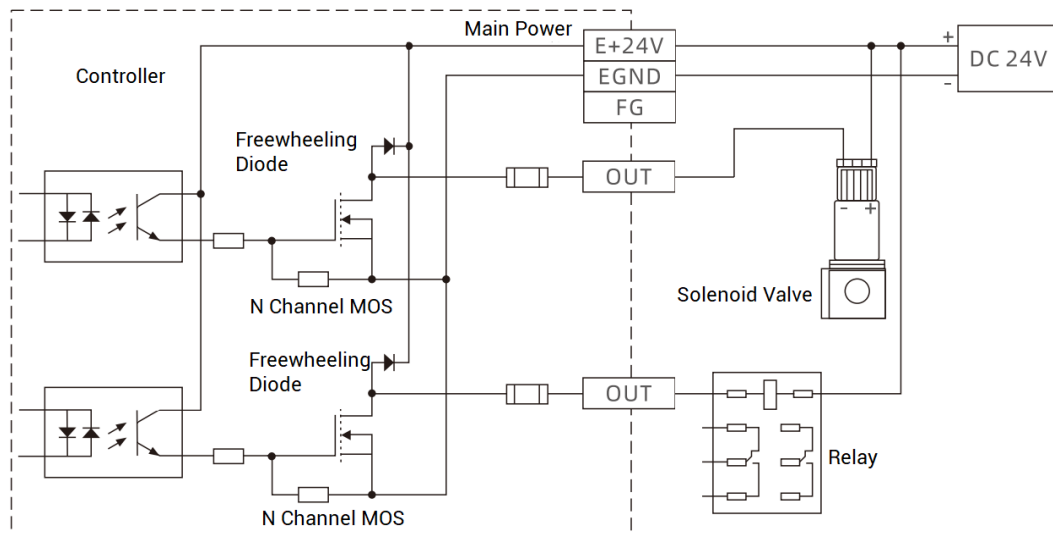 Main Power
E+24V
+
DC 24V
Controller
EGND
-
FG
Freewheeling
Diode
OUT
- +
Solenoid Valve
N Channel MOS
Freewheeling
Diode
OUT
Relay
N Channel MOS